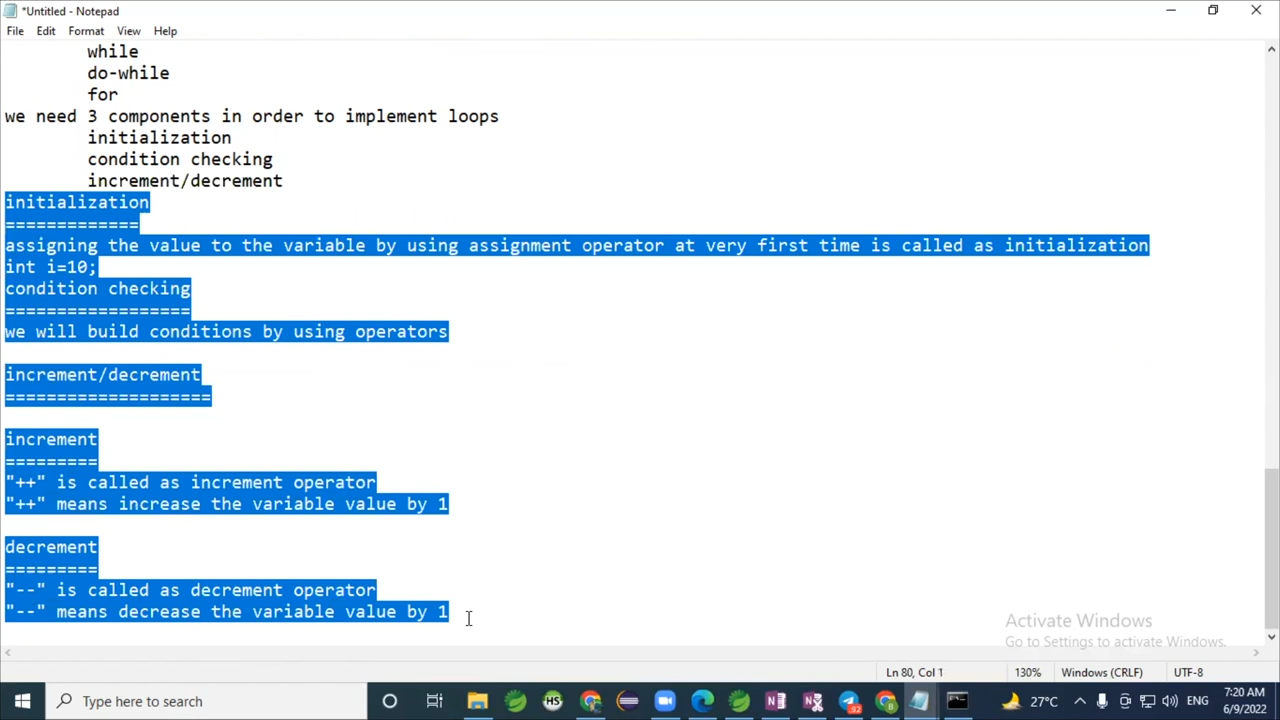 *Untitled - Notepad
File Edit Format View Help
while
do-while
for
we need 3 components in order to implement loops
initialization
condition checking
increment/decrement
initialization
=============
assigning the value to the variable by using assignment operator at very first time is called as initialization
int i=10;
condition checking
==================
we will build conditions by using operators
increment/decrement
====================
increment
=========
"++" is called as increment operator
"++" means increase the variable value by 1
decrement
=========
"--" is called as decrement operator
"--" means decrease the variable value by 1
Activate Windows
Go to Settings to activate Windows.
Ln 80, Col 1 130% Windows (CRLF) UTF-8
Type here to search
HS
92
B
27°C
ENG
7:20 AM
6/9/2022